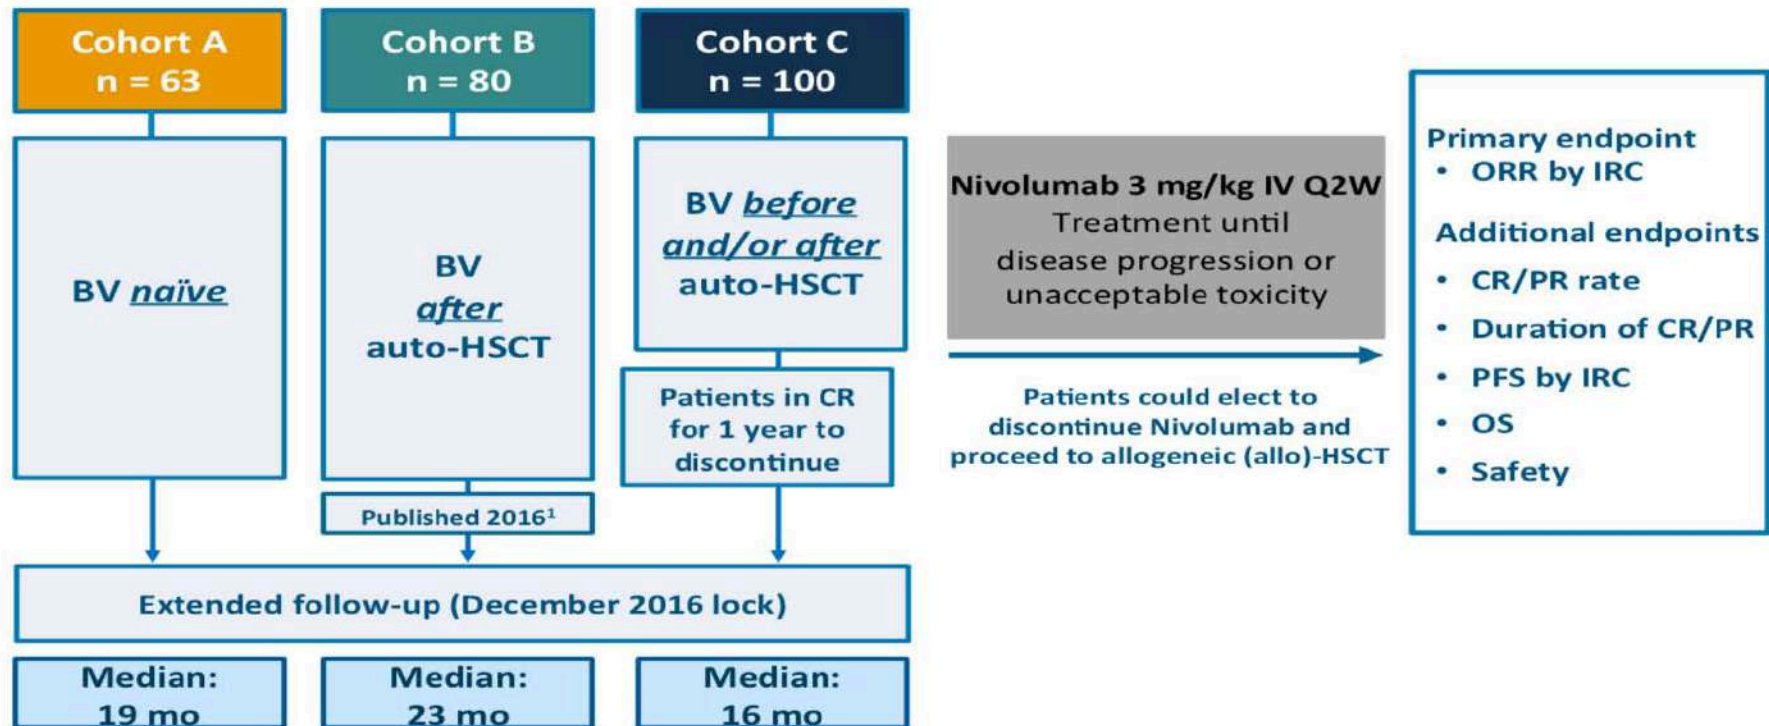 Cohort A
n = 63
Cohort B
n = 80
Cohort C
n = 100
BV naïve
BV
after
auto-HSCT
BV before
and/or after
auto-HSCT
Patients in CR
for 1 year to
discontinue
Published 2016¹
Extended follow-up (December 2016 lock)
Median:
19 mo
Median:
23 mo
Median:
16 mo
Nivolumab 3 mg/kg IV Q2W
Treatment until
disease progression or
unacceptable toxicity
Patients could elect to
discontinue Nivolumab and
proceed to allogeneic (allo)-HSCT
Primary endpoint
• ORR by IRC
Additional endpoints
• CR/PR rate
• Duration of CR/PR
• PFS by IRC
• OS
• Safety